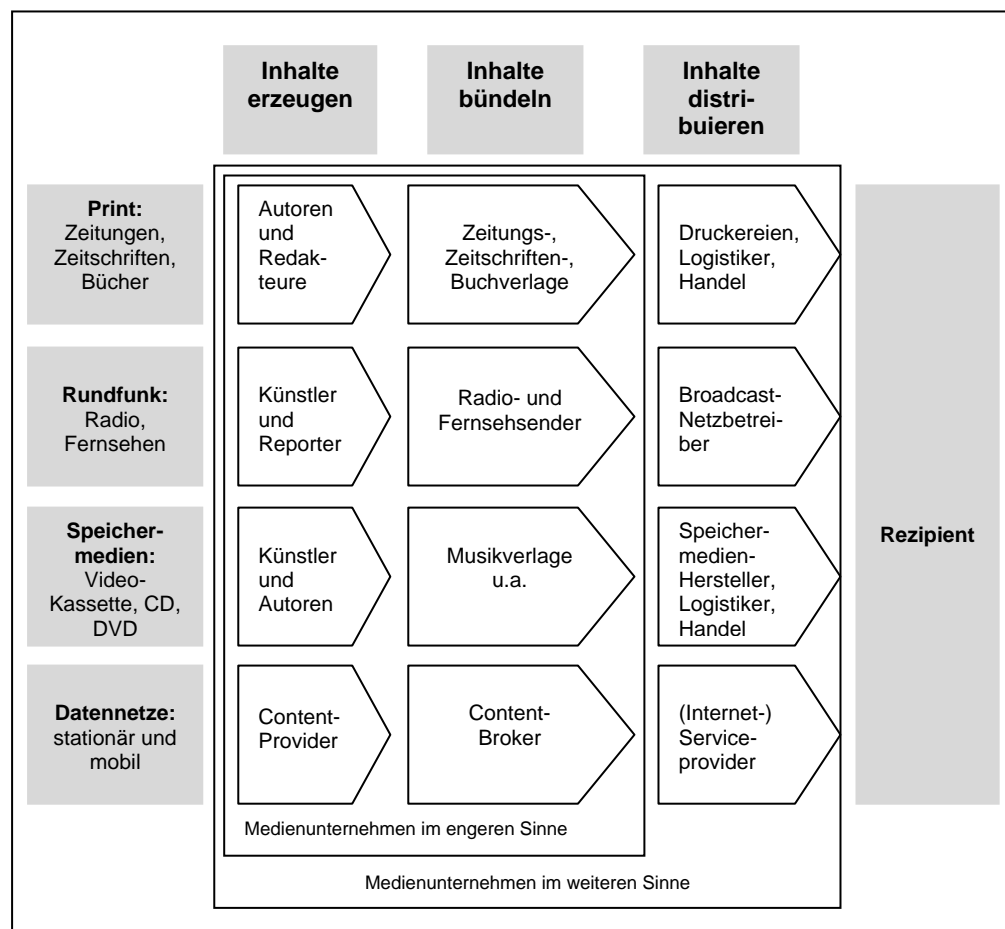 Inhalte
erzeugen
Inhalte
bündeln
Inhalte
distri-
buieren
Print:
Zeitungen,
Zeitschriften,
Bücher
Autoren
und
Redak-
teure
Zeitungs-,
Zeitschriften-,
Buchverlage
Druckereien,
Logistiker,
Handel
Rundfunk:
Radio,
Fernsehen
Künstler
und
Reporter
Radio- und
Fernsehsender
Broadcast-
Netzbetrei-
ber
Speicher-
medien:
Video-
Kassette, CD,
DVD
Künstler
und
Autoren
Musikverlage
u.a.
Speicher-
medien-
Hersteller,
Logistiker,
Handel
Datennetze:
stationär und
mobil
Content-
Provider
Content-
Broker
(Internet-)
Service-
provider
Rezipient
Medienunternehmen im engeren Sinne
Medienunternehmen im weiteren Sinne